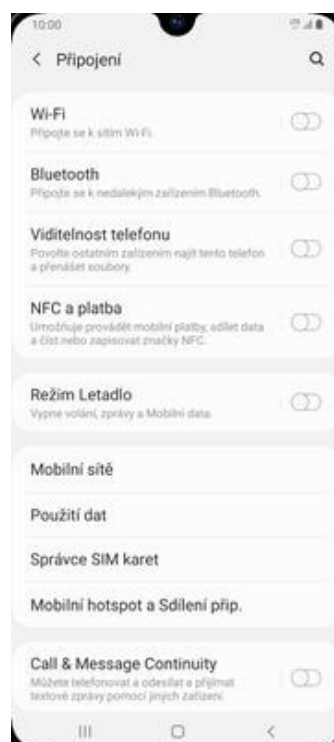 10:00
Připojení
Wi-Fi
Připojte se k sítím Wi-Fi.
Bluetooth
Připojte se k nedalekým zařízením Bluetooth.
Viditelnost telefonu
Povolte ostatním zařízením najít tento telefon
a přenášet soubory.
NFC a platba
Umožňuje provádět mobilní platby, sdílet data
a číst nebo zapisovat značky NFC.
Režim Letadlo
Vypne volání, zprávy a Mobilní data.
Mobilní sítě
Použití dat
Správce SIM karet
Mobilní hotspot a Sdílení přip.
Call & Message Continuity
Můžete telefonovat a odesílat a přijímat
textové zprávy pomocí jiných zařízení.